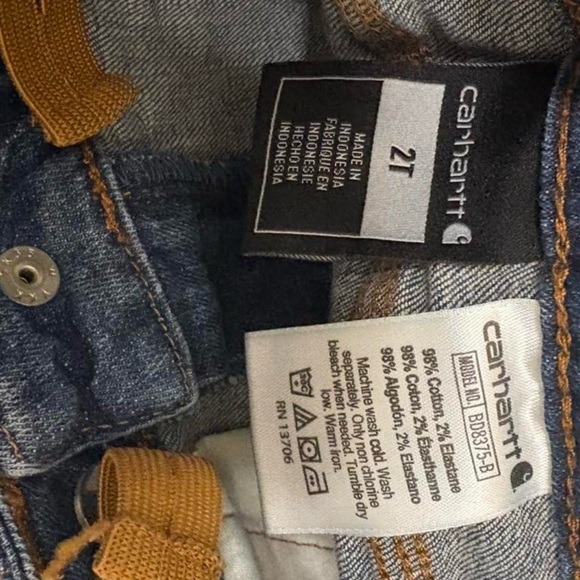 carhartt
2T
MADE IN
INDONESIA
FABRIQUE EN
INDONESIE
HECHO EN
INDONESIA
carhartt
MODEL NO. BD8375-B
98% Cotton, 2% Elastane
98% Coton, 2% Elasthanne
98% Algodón, 2% Elastano
Machine wash cold. Wash
separately. Only non chlorine
bleach when needed. Tumble dry
low. Warm iron.
RN 13706